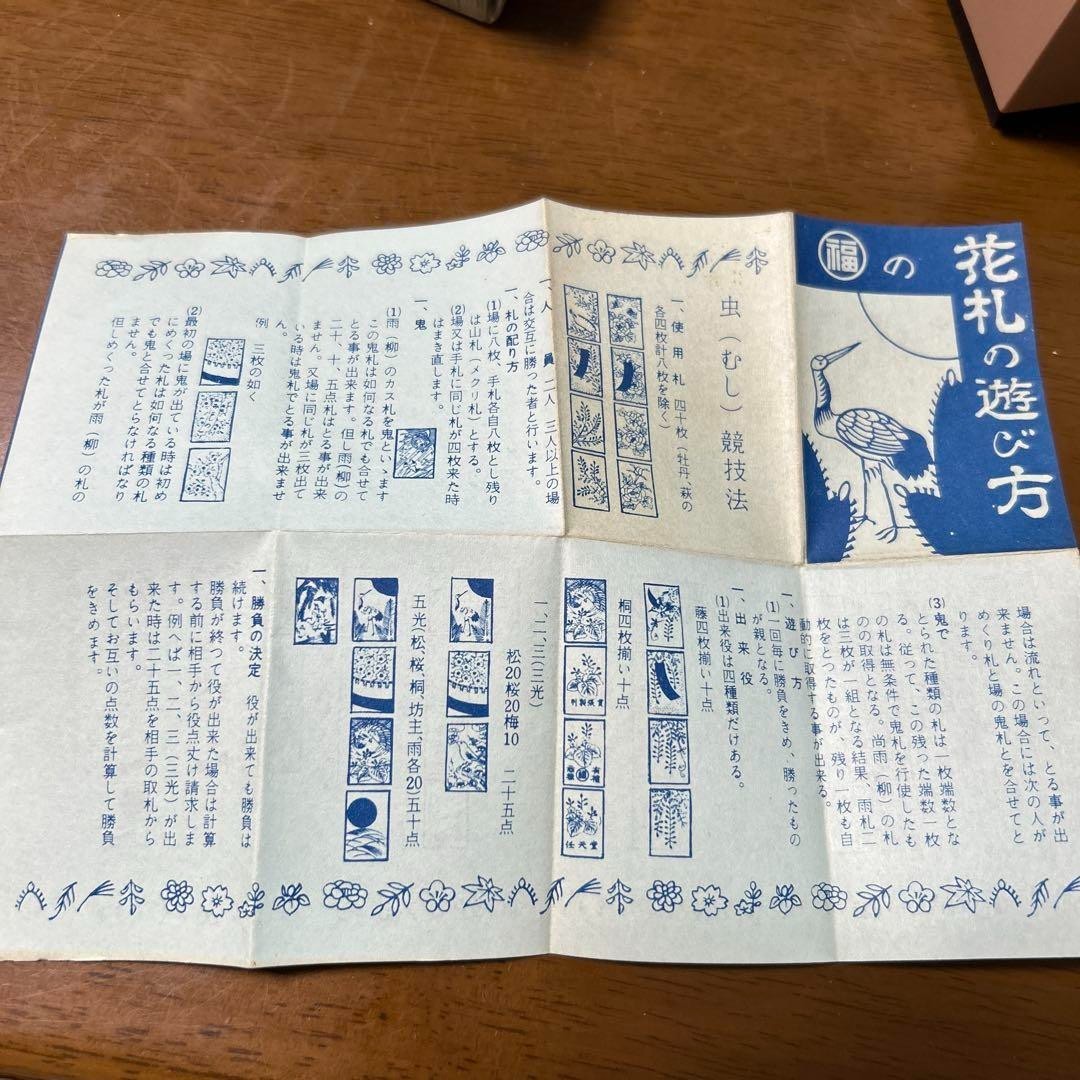 花札の遊び方
福の
虫（むし）競技法
一、使用札 四十枚（牡丹、萩の
各四枚計八枚を除く）
一、人 員 二人 三人以上の場
合は交互に勝った者と行います。
一、札の配り方
(1)場に八枚、手札各自八枚とし残り
は山札（メクリ札）とする。
(2)場又は手札に同じ札が四枚来た時
はまき直します。
一、鬼
(1)雨（柳）のカス札を鬼といいます
この鬼札は如何なる札でも合せて
とる事が出来ます。但し雨（柳）の
二十、十、五点札はとる事が出来
ません。又場に同じ札が三枚出て
いる時は鬼札でとる事が出来ませ
ん。
例 三枚の如く
(2)最初の場に鬼が出ている時は初め
にめくった札は如何なる種類の札
でも鬼と合せてとらなければなり
ません。
但しめくった札が雨（柳）の札の
場合は流れといって、とる事が出
来ません。この場合には次の人が
めくり札と場の鬼札とを合せてと
ります。
(3)鬼で
とられた種類の札は一枚端数とな
る。従って、この残った端数一枚
の札は無条件で鬼札を行使したも
のの取得となる。尚雨（柳）の札
は三枚が一組となる結果、雨札二
枚をとつたものが、残り一枚も自
動的に取得する事が出来る。
一、遊び方
(1)一回毎に勝負をきめ、勝ったもの
が親となる。
一、出来役
(1)出来役は四種類だけある。
藤四枚揃い十点
桐四枚揃い十点
製張賞
福
任天堂
一、二、三（三光）
松20桜20梅10 二十五点
五光（松、桜、桐、坊主、雨各20）五十点
一、勝負の決定 役が出来ても勝負は
続けます。
勝負が終つて役が出来た場合は計算
する前に相手から役点丈け請求しま
す。例へば一、二、三（三光）が出
来た時は二十五点を相手の取札から
もらいます。
そしてお互いの点数を計算して勝負
をきめます。